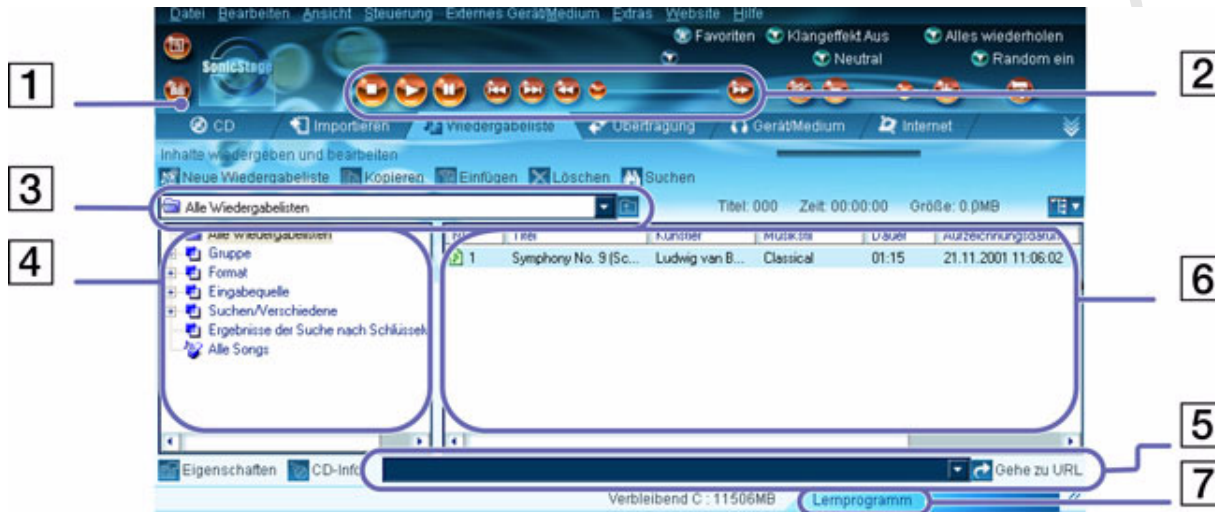 Datei Bearbeiten Ansicht Steuerung Externes Gerät/Medium Extras Website Hilfe
Favoriten Klangeffekt Aus Alles wiederholen
Neutral Random ein
SonicStage
1
2
CD Importieren Wiedergabeliste Übertragung Gerät/Medium Internet
Inhalte wiedergeben und bearbeiten
Neue Wiedergabeliste Kopieren Einfügen Löschen Suchen
3
Alle Wiedergabelisten Titel: 000 Zeit: 00:00:00 Größe: 0.0MB
4
Alle Wiedergabelisten Titel Künstler Musikstil Dauer Aufzeichnungsdatum
Gruppe 1 Symphony No. 9 (Sc... Ludwig van B... Classical 01:15 21.11.2001 11:06:02
Format
6
Eingabequelle
Suchen/Verschiedene
Ergebnisse der Suche nach Schlüssel
Alle Songs
5
Eigenschaften CD-Info Gehe zu URL
Verbleibend C : 11506MB Lernprogramm
7